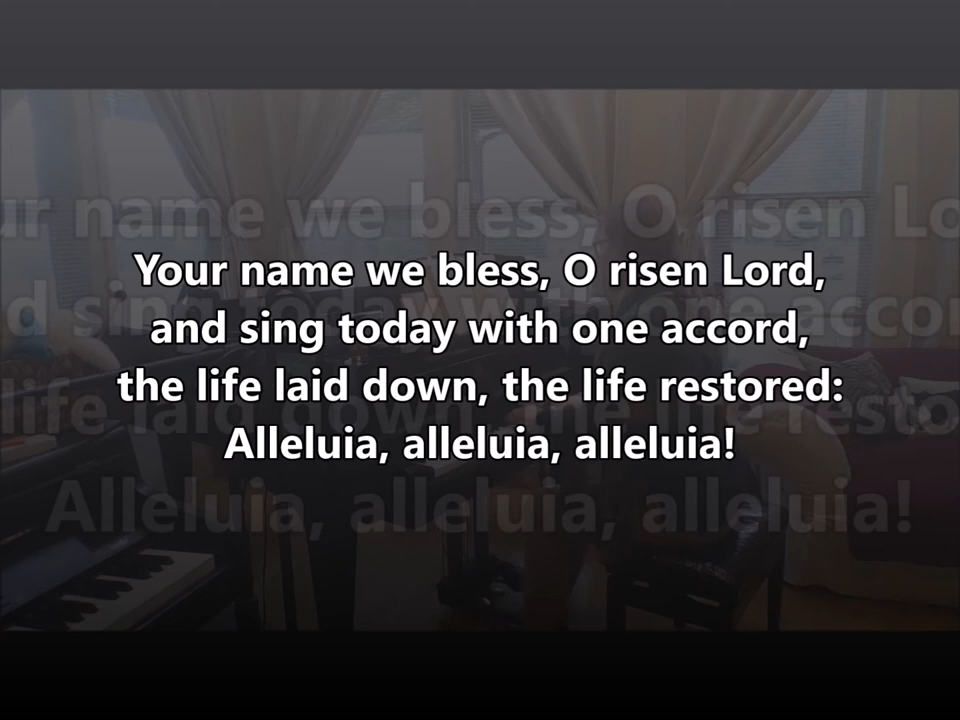 Your name we bless, O risen Lord,
and sing today with one accord,
the life laid down, the life restored:
Alleluia, alleluia, alleluia!